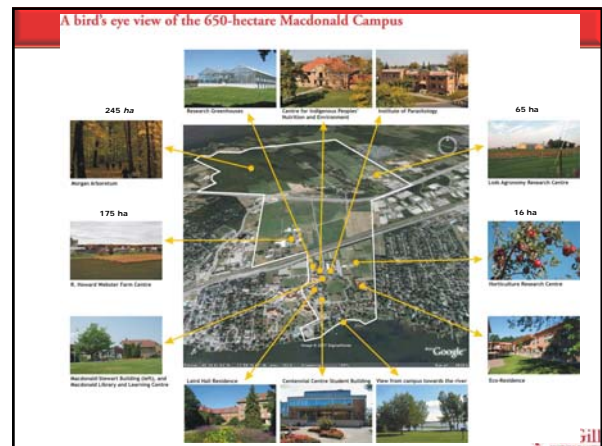 A bird's eye view of the 650-hectare Macdonald Campus
Research Greenhouses
Centre for Indigenous Peoples'
Nutrition and Environment
Institute of Parasitology
245 ha
Morgan Arboretum
65 ha
Lods Agronomy Research Centre
175 ha
R. Howard Webster Farm Centre
16 ha
Horticulture Research Centre
Macdonald Stewart Building (left), and
Macdonald Library and Learning Centre
Google
Eco-Residence
Laird Hall Residence
Centennial Centre Student Building
View from campus towards the river
Gill